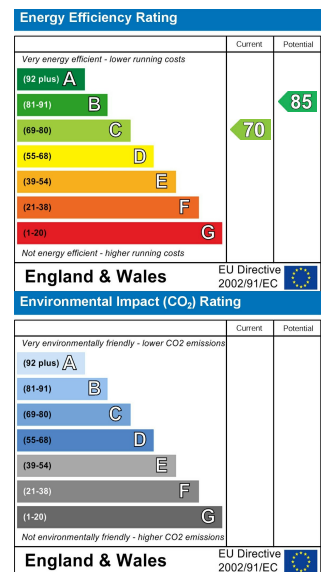 Energy Efficiency Rating
Current Potential
Very energy efficient - lower running costs
(92 plus) A
(81-91) B
85
(69-80) C
70
(55-68) D
(39-54) E
(21-38) F
(1-20) G
Not energy efficient - higher running costs
England & Wales
EU Directive
2002/91/EC
Environmental Impact (CO₂) Rating
Current Potential
Very environmentally friendly - lower CO2 emissions
(92 plus) A
(81-91) B
(69-80) C
(55-68) D
(39-54) E
(21-38) F
(1-20) G
Not environmentally friendly - higher CO2 emissions
England & Wales
EU Directive
2002/91/EC